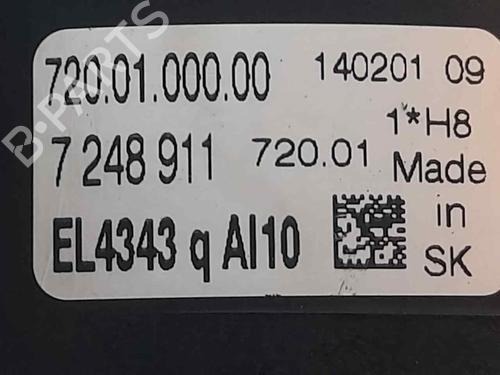 720.01.000.00 140201 09
1*H8
7 248 911 720.01 Made
in
EL4343 q AI10 SK
B-PARTS